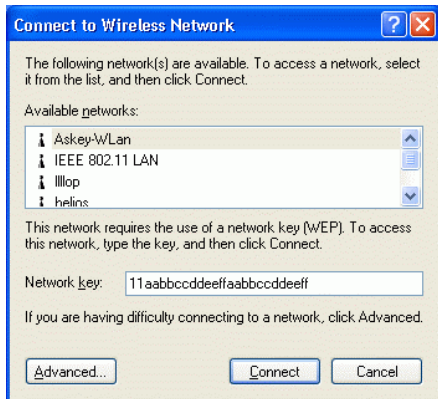 Connect to Wireless Network
The following network(s) are available. To access a network, select
it from the list, and then click Connect.
Available networks:
Askey-WLan
IEEE 802.11 LAN
llllop
helios
This network requires the use of a network key (WEP). To access
this network, type the key, and then click Connect.
Network key: 11aabbccddeeffaabbccddeeff
If you are having difficulty connecting to a network, click Advanced.
Advanced... Connect Cancel